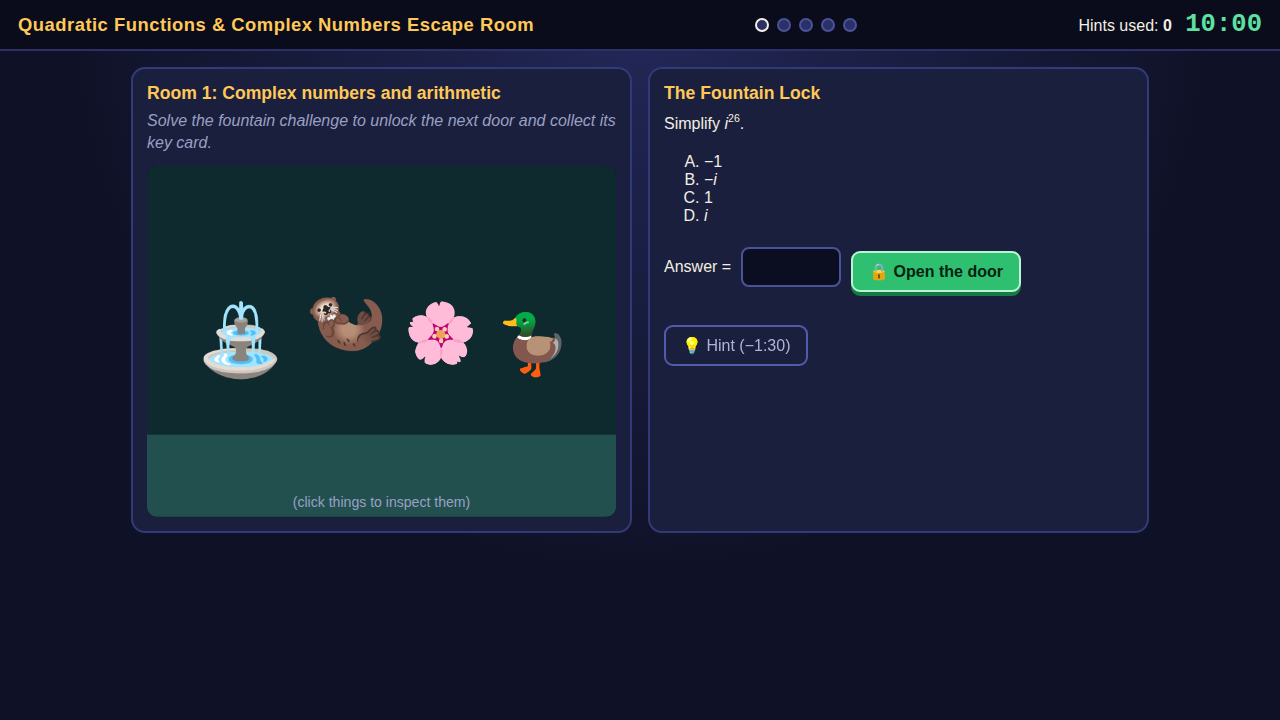 Quadratic Functions & Complex Numbers Escape Room
Hints used: 0
10:00
Room 1: Complex numbers and arithmetic
Solve the fountain challenge to unlock the next door and collect its
key card.
(click things to inspect them)
The Fountain Lock
Simplify i²⁶.
A. −1
B. −i
C. 1
D. i
Answer =
Open the door
Hint (−1:30)